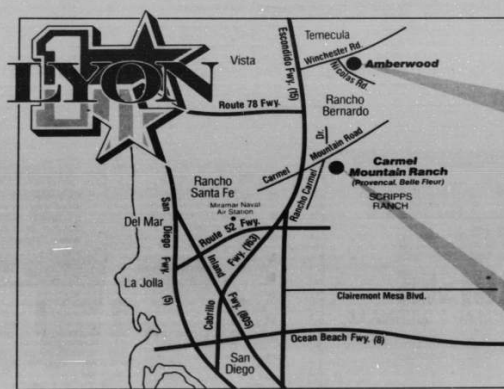 LYON
Temecula
Winchester Rd.
Nicolas Rd.
Amberwood
Vista
Escondido Fwy. (15)
Rancho
Bernardo
Route 78 Fwy.
Dr.
Carmel
Mountain Road
Rancho Carmel
Carmel
Mountain Ranch
(Provencal, Belle Fleur)
SCRIPPS
RANCH
Rancho
Santa Fe
Miramar Naval
Air Station
Del Mar
San Diego Fwy. (5)
Route 52 Fwy.
Inland Fwy. (805)
Cabrillo Fwy. (163)
La Jolla
Clairemont Mesa Blvd.
Ocean Beach Fwy. (8)
San
Diego